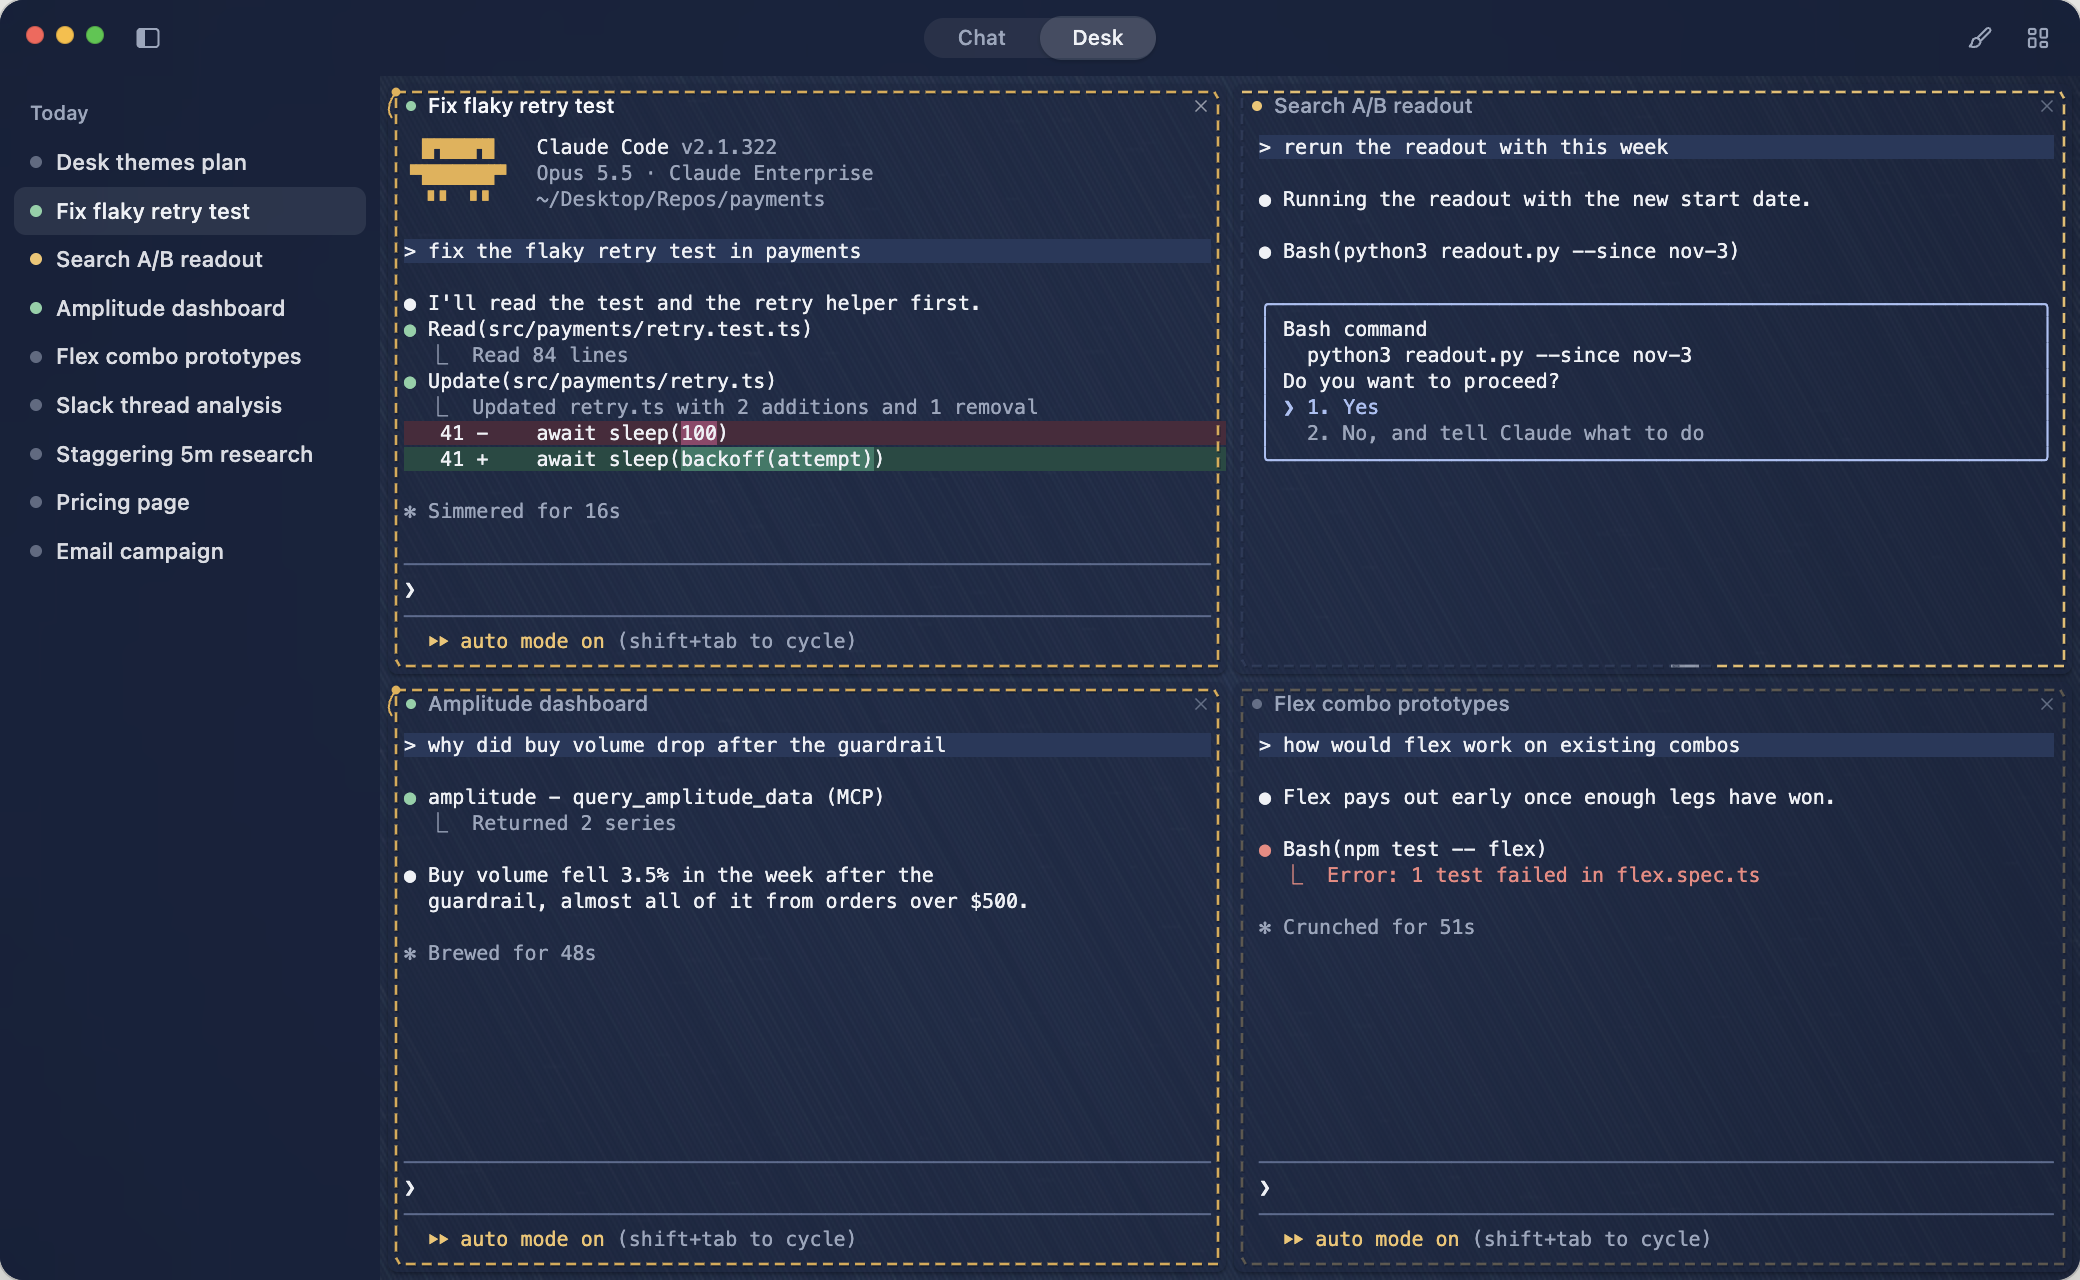 Chat
Desk
Today
Desk themes plan
Fix flaky retry test
Search A/B readout
Amplitude dashboard
Flex combo prototypes
Slack thread analysis
Staggering 5m research
Pricing page
Email campaign
Fix flaky retry test
Claude Code v2.1.322
Opus 5.5 · Claude Enterprise
~/Desktop/Repos/payments
> fix the flaky retry test in payments
I'll read the test and the retry helper first.
Read(src/payments/retry.test.ts)
Read 84 lines
Update(src/payments/retry.ts)
Updated retry.ts with 2 additions and 1 removal
41 - await sleep(100)
41 + await sleep(backoff(attempt))
✻ Simmered for 16s
❯
auto mode on (shift+tab to cycle)
Search A/B readout
> rerun the readout with this week
Running the readout with the new start date.
Bash(python3 readout.py --since nov-3)
Bash command
python3 readout.py --since nov-3
Do you want to proceed?
❯ 1. Yes
2. No, and tell Claude what to do
Amplitude dashboard
> why did buy volume drop after the guardrail
amplitude - query_amplitude_data (MCP)
Returned 2 series
Buy volume fell 3.5% in the week after the
guardrail, almost all of it from orders over $500.
✻ Brewed for 48s
❯
auto mode on (shift+tab to cycle)
Flex combo prototypes
> how would flex work on existing combos
Flex pays out early once enough legs have won.
Bash(npm test -- flex)
Error: 1 test failed in flex.spec.ts
✻ Crunched for 51s
❯
auto mode on (shift+tab to cycle)